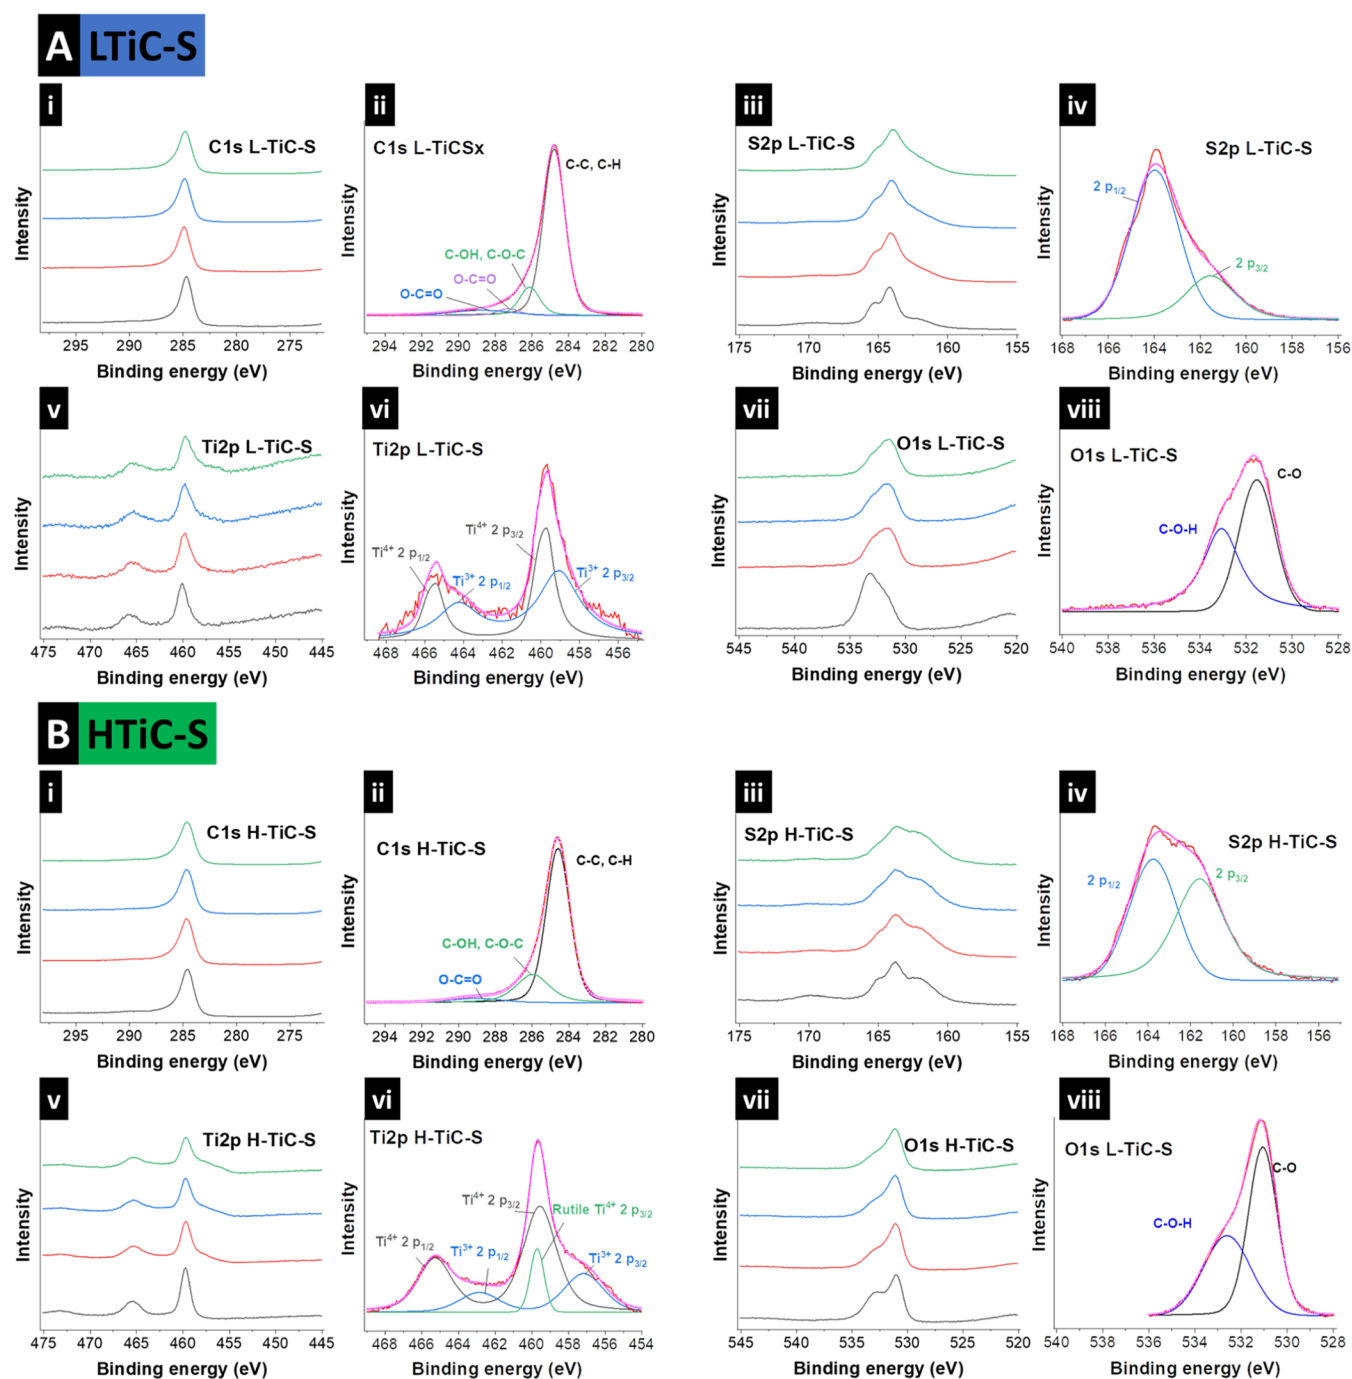 A LTiC-S
i
C1s L-TiC-S
Intensity
295 290 285 280 275
Binding energy (eV)
ii
C1s L-TiCSx
C-C, C-H
C-OH, C-O-C
O-C=O
O-C=O
Intensity
294 292 290 288 286 284 282 280
Binding energy (eV)
iii
S2p L-TiC-S
Intensity
175 170 165 160 155
Binding energy (eV)
iv
S2p L-TiC-S
2 p1/2
2 p3/2
Intensity
168 166 164 162 160 158 156
Binding energy (eV)
v
Ti2p L-TiC-S
Intensity
475 470 465 460 455 450 445
Binding energy (eV)
vi
Ti2p L-TiC-S
Ti4+ 2 p3/2
Ti4+ 2 p1/2
Ti3+ 2 p1/2
Ti3+ 2 p3/2
Intensity
468 466 464 462 460 458 456
Binding energy (eV)
vii
O1s L-TiC-S
Intensity
545 540 535 530 525 520
Binding energy (eV)
viii
O1s L-TiC-S
C-O
C-O-H
Intensity
540 538 536 534 532 530 528
Binding energy (eV)
B HTiC-S
i
C1s H-TiC-S
Intensity
295 290 285 280 275
Binding energy (eV)
ii
C1s H-TiC-S
C-C, C-H
C-OH, C-O-C
O-C=O
Intensity
294 292 290 288 286 284 282 280
Binding energy (eV)
iii
S2p H-TiC-S
Intensity
175 170 165 160 155
Binding energy (eV)
iv
S2p H-TiC-S
2 p1/2
2 p3/2
Intensity
168 166 164 162 160 158 156
Binding energy (eV)
v
Ti2p H-TiC-S
Intensity
475 470 465 460 455 450 445
Binding energy (eV)
vi
Ti2p H-TiC-S
Ti4+ 2 p3/2
Rutile Ti4+ 2 p3/2
Ti4+ 2 p1/2
Ti3+ 2 p1/2
Ti3+ 2 p3/2
Intensity
468 466 464 462 460 458 456 454
Binding energy (eV)
vii
O1s H-TiC-S
Intensity
545 540 535 530 525 520
Binding energy (eV)
viii
O1s L-TiC-S
C-O
C-O-H
Intensity
540 538 536 534 532 530 528
Binding energy (eV)